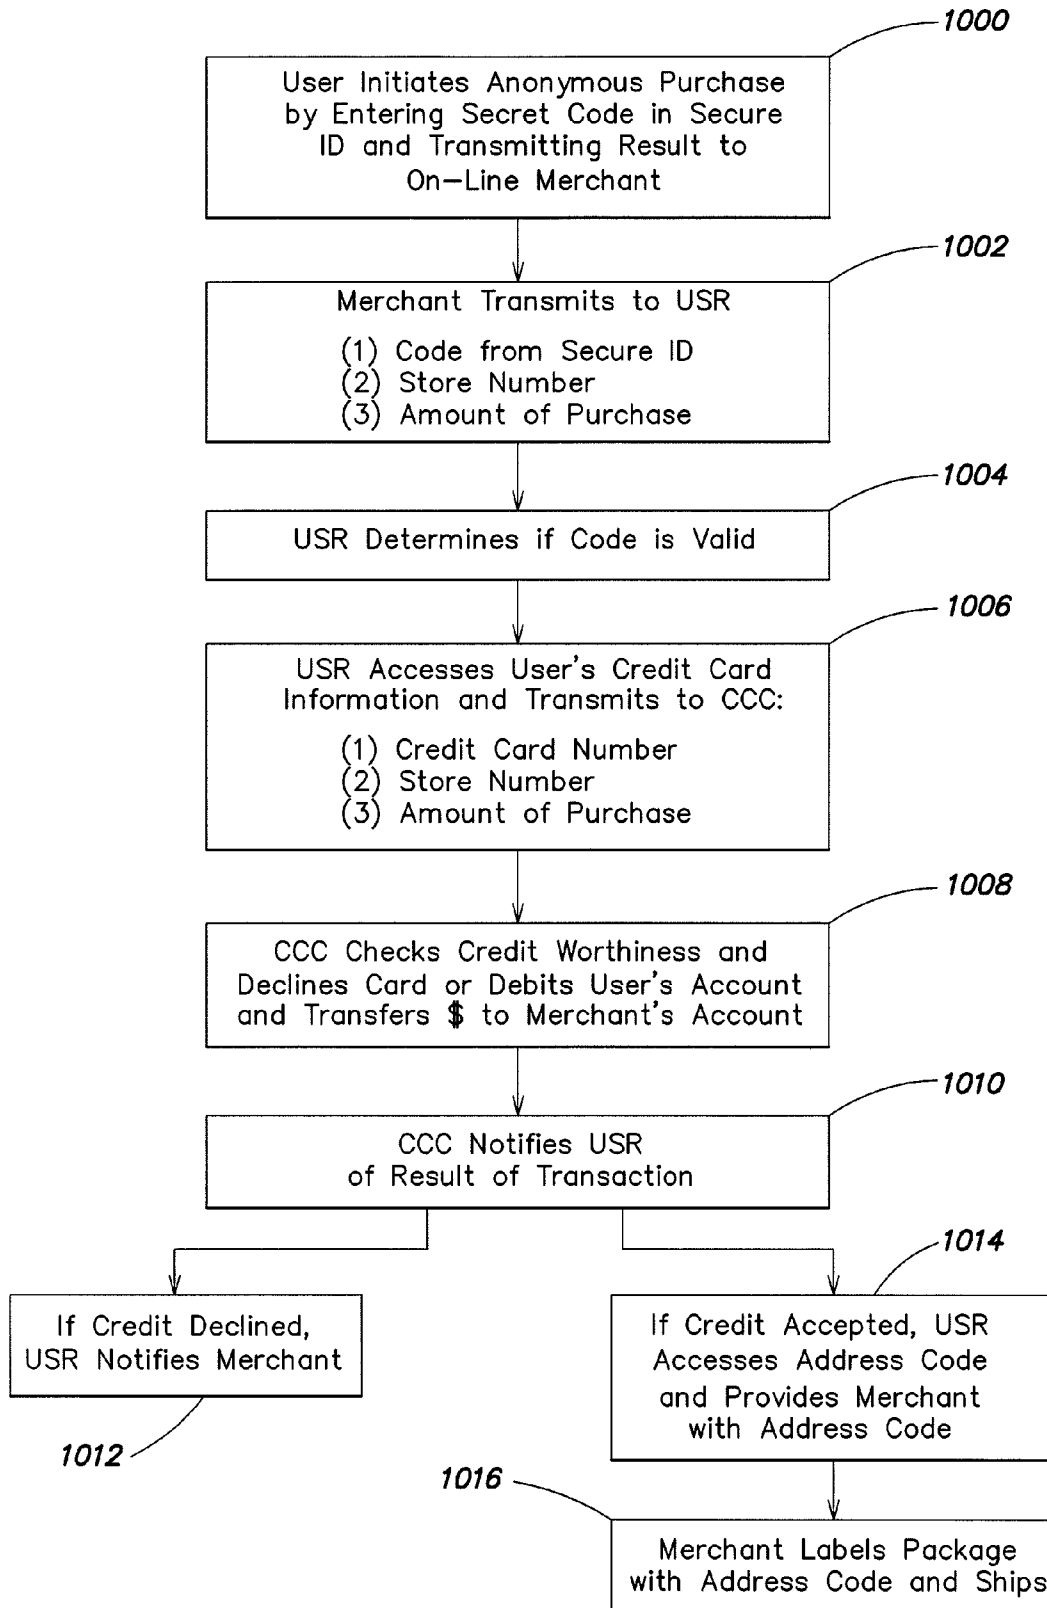 1000
User Initiates Anonymous Purchase
by Entering Secret Code in Secure
ID and Transmitting Result to
On-Line Merchant
1002
Merchant Transmits to USR
(1) Code from Secure ID
(2) Store Number
(3) Amount of Purchase
1004
USR Determines if Code is Valid
1006
USR Accesses User's Credit Card
Information and Transmits to CCC:
(1) Credit Card Number
(2) Store Number
(3) Amount of Purchase
1008
CCC Checks Credit Worthiness and
Declines Card or Debits User's Account
and Transfers $ to Merchant's Account
1010
CCC Notifies USR
of Result of Transaction
If Credit Declined,
USR Notifies Merchant
1012
1014
If Credit Accepted, USR
Accesses Address Code
and Provides Merchant
with Address Code
1016
Merchant Labels Package
with Address Code and Ships